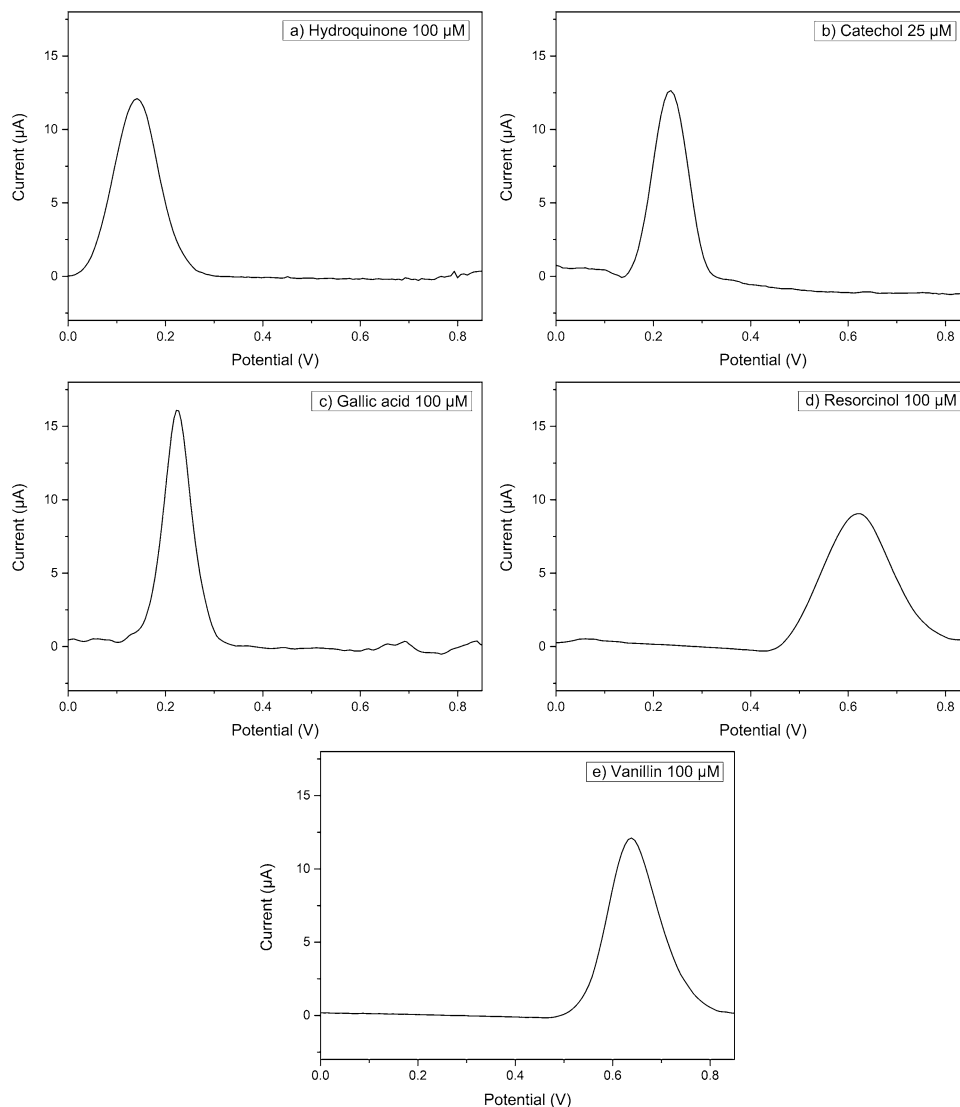 a) Hydroquinone 100 µM
15
10
5
0
Current (µA)
0.0 0.2 0.4 0.6 0.8
Potential (V)
b) Catechol 25 µM
15
10
5
0
Current (µA)
0.0 0.2 0.4 0.6 0.8
Potential (V)
c) Gallic acid 100 µM
15
10
5
0
Current (µA)
0.0 0.2 0.4 0.6 0.8
Potential (V)
d) Resorcinol 100 µM
15
10
5
0
Current (µA)
0.0 0.2 0.4 0.6 0.8
Potential (V)
e) Vanillin 100 µM
15
10
5
0
Current (µA)
0.0 0.2 0.4 0.6 0.8
Potential (V)